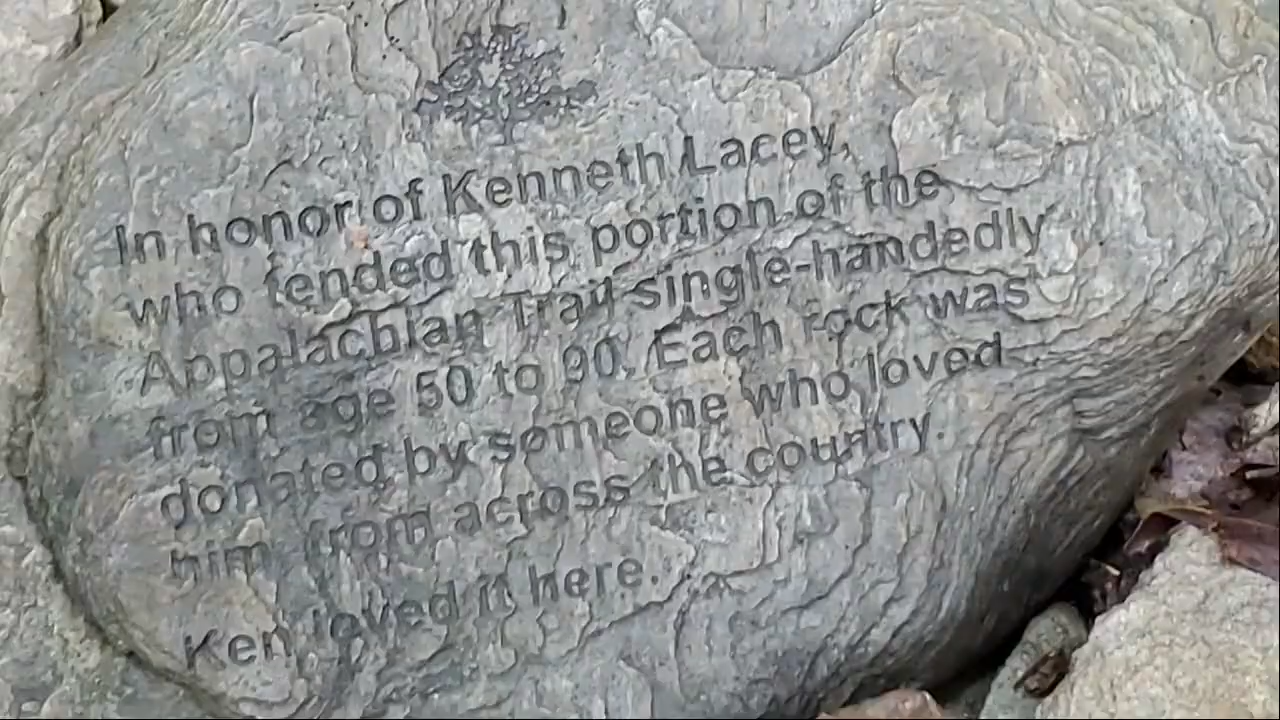 In honor of Kenneth Lacey,
who tended this portion of the
Appalachian Trail single-handedly
from age 50 to 90. Each rock was
donated by someone who loved
him from across the country.
Ken loved it here.